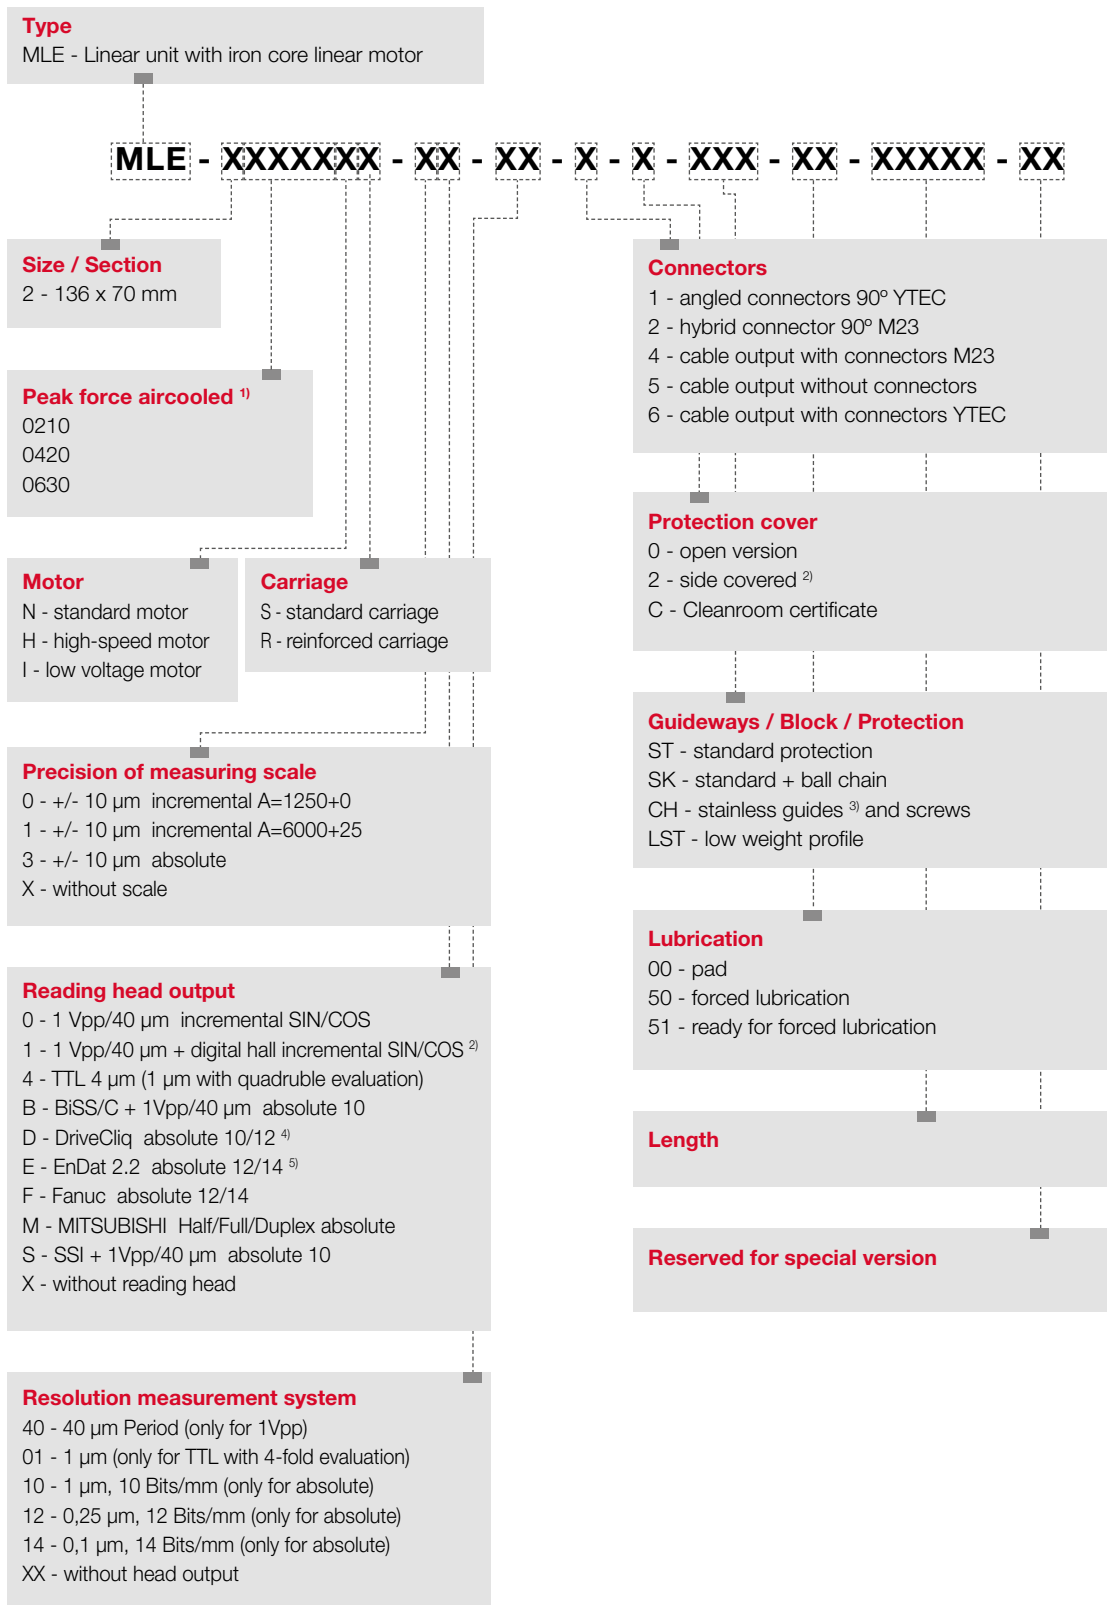 Type
MLE - Linear unit with iron core linear motor
MLE - XXXXXXX - XX - XX - X - X - XXX - XX - XXXXX - XX
Size / Section
2 - 136 x 70 mm
Peak force aircooled 1)
0210
0420
0630
Motor
N - standard motor
H - high-speed motor
I - low voltage motor
Carriage
S - standard carriage
R - reinforced carriage
Precision of measuring scale
0 - +/- 10 µm incremental A=1250+0
1 - +/- 10 µm incremental A=6000+25
3 - +/- 10 µm absolute
X - without scale
Reading head output
0 - 1 Vpp/40 µm incremental SIN/COS
1 - 1 Vpp/40 µm + digital hall incremental SIN/COS 2)
4 - TTL 4 µm (1 µm with quadruble evaluation)
B - BiSS/C + 1Vpp/40 µm absolute 10
D - DriveCliq absolute 10/12 4)
E - EnDat 2.2 absolute 12/14 5)
F - Fanuc absolute 12/14
M - MITSUBISHI Half/Full/Duplex absolute
S - SSI + 1Vpp/40 µm absolute 10
X - without reading head
Resolution measurement system
40 - 40 µm Period (only for 1Vpp)
01 - 1 µm (only for TTL with 4-fold evaluation)
10 - 1 µm, 10 Bits/mm (only for absolute)
12 - 0,25 µm, 12 Bits/mm (only for absolute)
14 - 0,1 µm, 14 Bits/mm (only for absolute)
XX - without head output
Connectors
1 - angled connectors 90º YTEC
2 - hybrid connector 90º M23
4 - cable output with connectors M23
5 - cable output without connectors
6 - cable output with connectors YTEC
Protection cover
0 - open version
2 - side covered 2)
C - Cleanroom certificate
Guideways / Block / Protection
ST - standard protection
SK - standard + ball chain
CH - stainless guides 3) and screws
LST - low weight profile
Lubrication
00 - pad
50 - forced lubrication
51 - ready for forced lubrication
Length
Reserved for special version